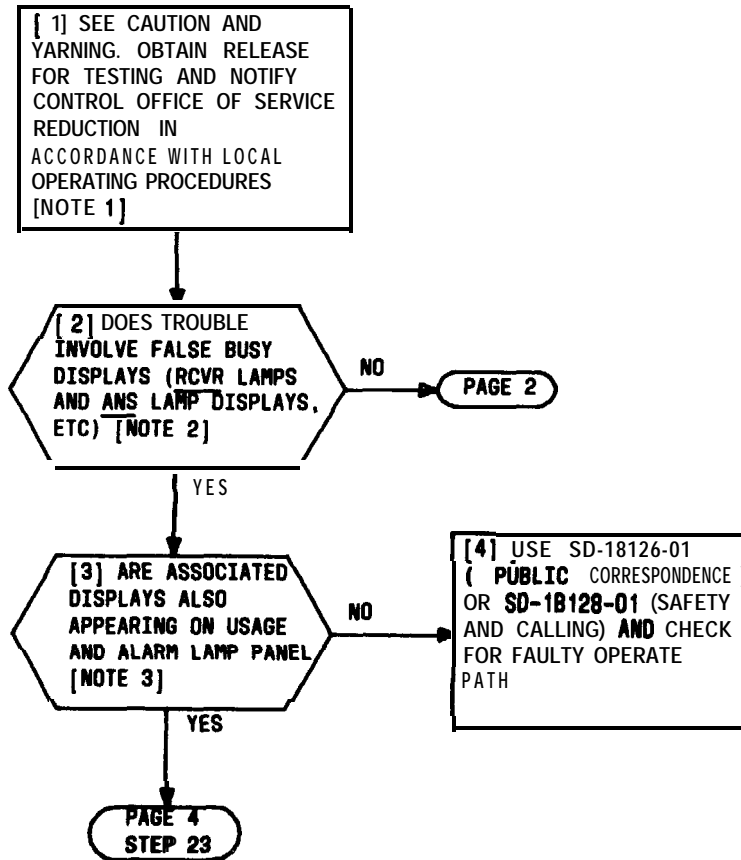 [ 1] SEE CAUTION AND
YARNING. OBTAIN RELEASE
FOR TESTING AND NOTIFY
CONTROL OFFICE OF SERVICE
REDUCTION IN
ACCORDANCE WITH LOCAL
OPERATING PROCEDURES
[NOTE 1]
[ 2] DOES TROUBLE
INVOLVE FALSE BUSY
DISPLAYS (RCVR LAMPS
AND ANS LAMP DISPLAYS,
ETC) [NOTE 2]
NO
PAGE 2
YES
[3] ARE ASSOCIATED
DISPLAYS ALSO
APPEARING ON USAGE
AND ALARM LAMP PANEL
[NOTE 3]
NO
[4] USE SD-18126-01
( PUBLIC CORRESPONDENCE
OR SD-1B128-01 (SAFETY
AND CALLING) AND CHECK
FOR FAULTY OPERATE
PATH
YES
PAGE 4
STEP 23